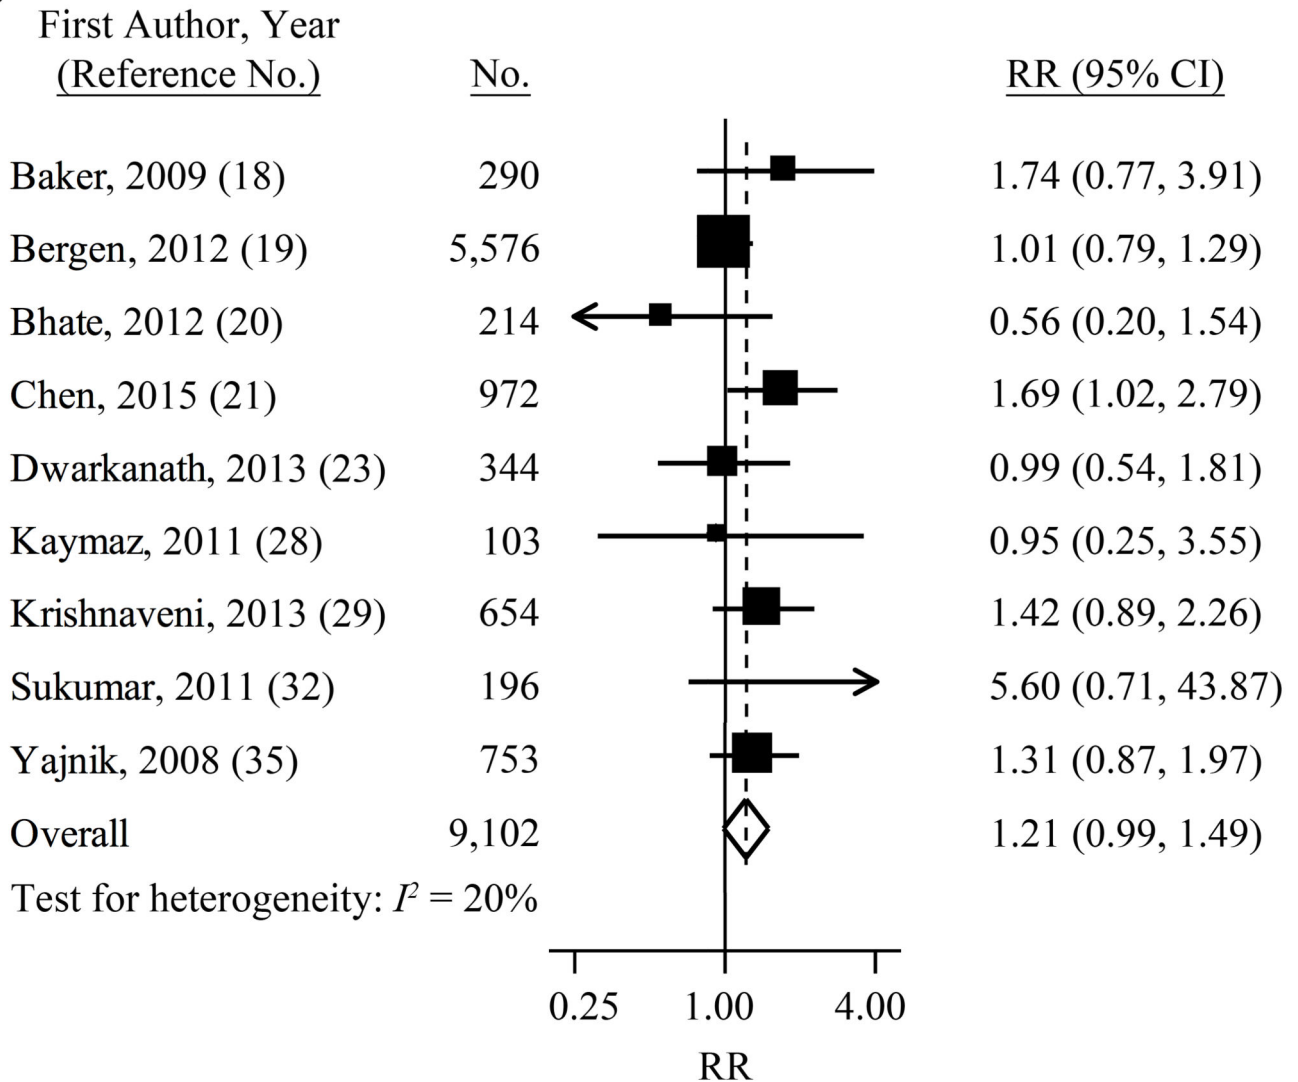 First Author, Year
(Reference No.) No. RR (95% CI)
Baker, 2009 (18) 290 1.74 (0.77, 3.91)
Bergen, 2012 (19) 5,576 1.01 (0.79, 1.29)
Bhate, 2012 (20) 214 0.56 (0.20, 1.54)
Chen, 2015 (21) 972 1.69 (1.02, 2.79)
Dwarkanath, 2013 (23) 344 0.99 (0.54, 1.81)
Kaymaz, 2011 (28) 103 0.95 (0.25, 3.55)
Krishnaveni, 2013 (29) 654 1.42 (0.89, 2.26)
Sukumar, 2011 (32) 196 5.60 (0.71, 43.87)
Yajnik, 2008 (35) 753 1.31 (0.87, 1.97)
Overall 9,102 1.21 (0.99, 1.49)
Test for heterogeneity: I² = 20%
0.25 1.00 4.00
RR